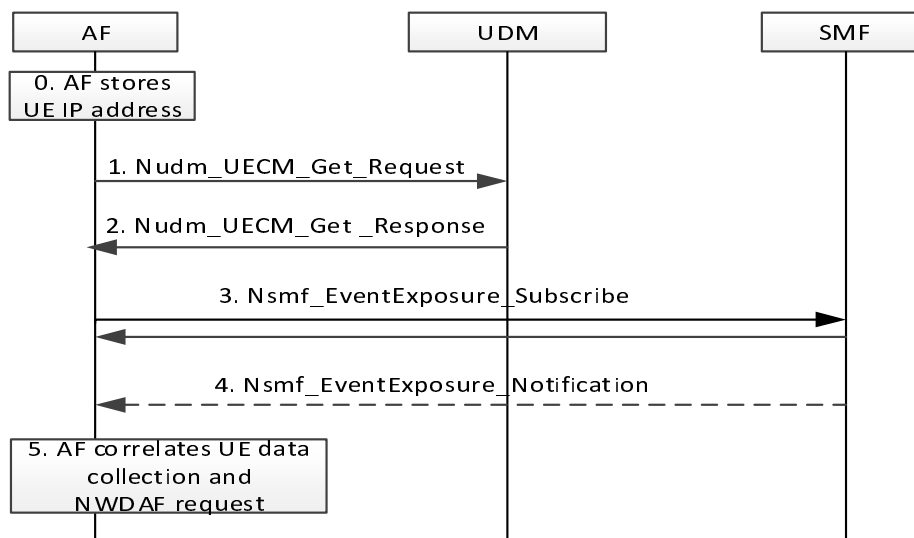 AF
UDM
SMF
0. AF stores
UE IP address
1. Nudm_UECM_Get_Request
2. Nudm_UECM_Get _Response
3. Nsmf_EventExposure_Subscribe
4. Nsmf_EventExposure_Notification
5. AF correlates UE data
collection and
NWDAF request